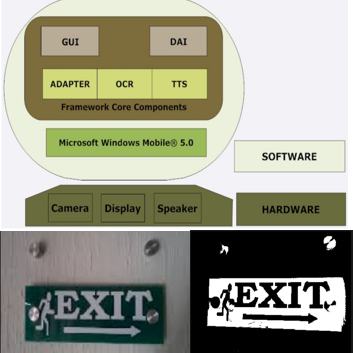 GUI
DAI
ADAPTER
OCR
TTS
Framework Core Components
Microsoft Windows Mobile® 5.0
SOFTWARE
Camera
Display
Speaker
HARDWARE
EXIT
EXIT